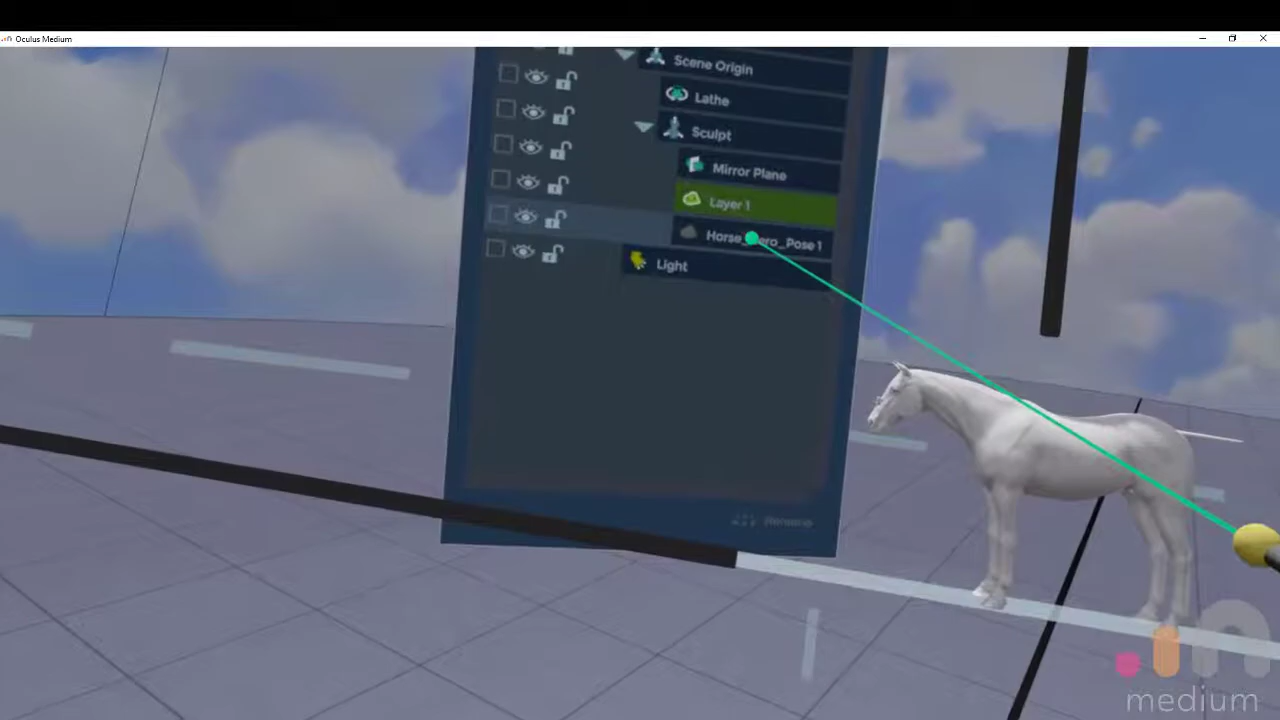 Oculus Medium
Scene Origin
Lathe
Sculpt
Mirror Plane
Layer 1
Light
medium